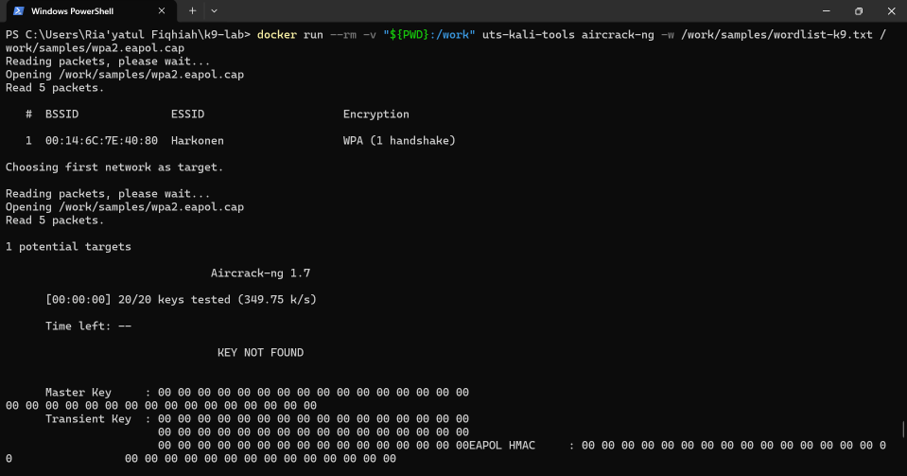 Windows PowerShell
PS C:\Users\Ria'yatul Fiqhiah\k9-lab> docker run --rm -v "${PWD}:/work" uts-kali-tools aircrack-ng -w /work/samples/wordlist-k9.txt /
work/samples/wpa2.eapol.cap
Reading packets, please wait...
Opening /work/samples/wpa2.eapol.cap
Read 5 packets.
# BSSID ESSID Encryption
1 00:14:6C:7E:40:80 Harkonen WPA (1 handshake)
Choosing first network as target.
Reading packets, please wait...
Opening /work/samples/wpa2.eapol.cap
Read 5 packets.
1 potential targets
Aircrack-ng 1.7
[00:00:00] 20/20 keys tested (349.75 k/s)
Time left: --
KEY NOT FOUND
Master Key : 00 00 00 00 00 00 00 00 00 00 00 00 00 00 00 00
00 00 00 00 00 00 00 00 00 00 00 00 00 00 00 00
Transient Key : 00 00 00 00 00 00 00 00 00 00 00 00 00 00 00 00
00 00 00 00 00 00 00 00 00 00 00 00 00 00 00 00
00 00 00 00 00 00 00 00 00 00 00 00 00 00 00 00EAPOL HMAC : 00 00 00 00 00 00 00 00 00 00 00 00 00 00 00 0
0 00 00 00 00 00 00 00 00 00 00 00 00 00 00